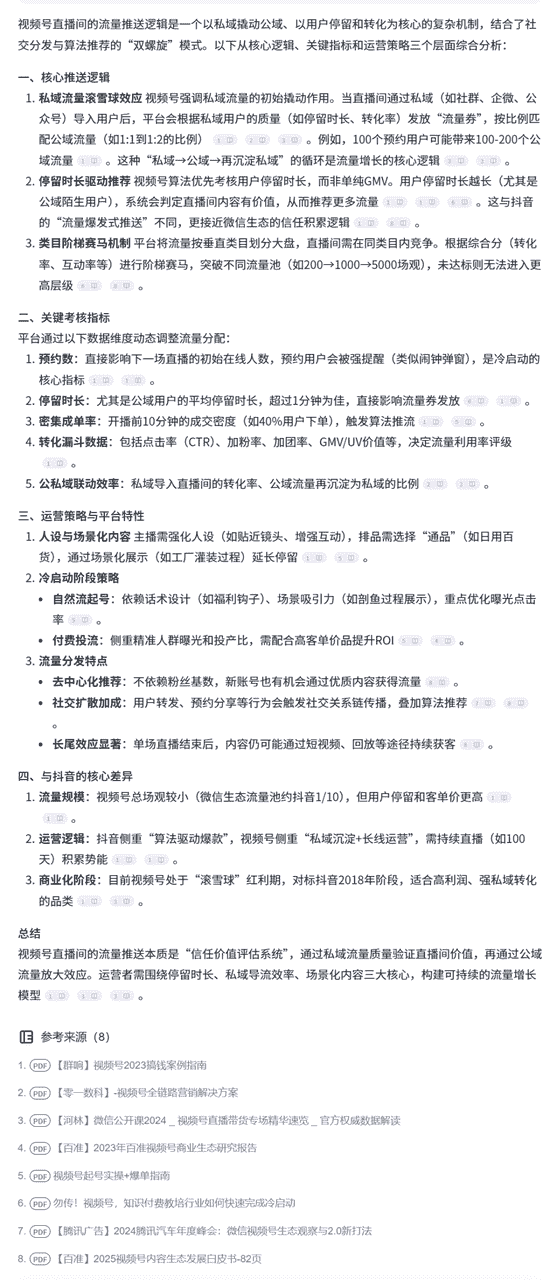 视频号直播间的流量推送逻辑是一个以私域撬动公域、以用户停留和转化为核心的复杂机制，结合了社
交分发与算法推荐的“双螺旋”模式。以下从核心逻辑、关键指标和运营策略三个层面综合分析：
一、核心推送逻辑
1. 私域流量滚雪球效应 视频号强调私域流量的初始撬动作用。当直播间通过私域（如社群、企微、公
众号）导入用户后，平台会根据私域用户的质量（如停留时长、转化率）发放“流量券”，按比例匹
配公域流量（如1:1到1:2的比例）。例如，100个预约用户可能带来100-200个公
域流量。这种“私域→公域→再沉淀私域”的循环是流量增长的核心逻辑。
2. 停留时长驱动推荐 视频号算法优先考核用户停留时长，而非单纯GMV。用户停留时长越长（尤其是
公域陌生用户），系统会判定直播间内容有价值，从而推荐更多流量。这与抖音
的“流量爆发式推送”不同，更接近微信生态的信任积累逻辑。
3. 类目阶梯赛马机制 平台将流量按垂直类目划分大盘，直播间需在同类目内竞争。根据综合分（转化
率、互动率等）进行阶梯赛马，突破不同流量池（如200→1000→5000场观），未达标则无法进入更
高层级。
二、关键考核指标
平台通过以下数据维度动态调整流量分配：
1. 预约数：直接影响下一场直播的初始在线人数，预约用户会被强提醒（类似闹钟弹窗），是冷启动的
核心指标。
2. 停留时长：尤其是公域用户的平均停留时长，超过1分钟为佳，直接影响流量券发放。
3. 密集成单率：开播前10分钟的成交密度（如40%用户下单），触发算法推流。
4. 转化漏斗数据：包括点击率（CTR）、加粉率、加团率、GMV/UV价值等，决定流量利用率评级
。
5. 公私域联动效率：私域导入直播间的转化率、公域流量再沉淀为私域的比例。
三、运营策略与平台特性
1. 人设与场景化内容 主播需强化人设（如贴近镜头、增强互动），排品需选择“通品”（如日用百
货），通过场景化展示（如工厂灌装过程）延长停留。
2. 冷启动阶段策略
• 自然流起号：依赖话术设计（如福利钩子）、场景吸引力（如剖鱼过程展示），重点优化曝光点击
率。
• 付费投流：侧重精准人群曝光和投产比，需配合高客单价品提升ROI。
3. 流量分发特点
• 去中心化推荐：不依赖粉丝基数，新账号也有机会通过优质内容获得流量。
• 社交扩散加成：用户转发、预约分享等行为会触发社交关系链传播，叠加算法推荐
。
• 长尾效应显著：单场直播结束后，内容仍可能通过短视频、回放等途径持续获客。
四、与抖音的核心差异
1. 流量规模：视频号总场观较小（微信生态流量池约抖音1/10），但用户停留和客单价更高
。
2. 运营逻辑：抖音侧重“算法驱动爆款”，视频号侧重“私域沉淀+长线运营”，需持续直播（如100
天）积累势能。
3. 商业化阶段：目前视频号处于“滚雪球”红利期，对标抖音2018年阶段，适合高利润、强私域转化
的品类。
总结
视频号直播间的流量推送本质是“信任价值评估系统”，通过私域流量质量验证直播间价值，再通过公域
流量放大效应。运营者需围绕停留时长、私域导流效率、场景化内容三大核心，构建可持续的流量增长
模型。
参考来源（8）
1. PDF 【群响】视频号2023搞钱案例指南
2. PDF 【零一数科】-视频号全链路营销解决方案
3. PDF 【河林】微信公开课2024 _ 视频号直播带货专场精华速览 _ 官方权威数据解读
4. PDF 【百准】2023年百准视频号商业生态研究报告
5. PDF 视频号起号实操+爆单指南
6. PDF 勿传！视频号，知识付费教培行业如何快速完成冷启动
7. PDF 【腾讯广告】2024腾讯汽车年度峰会：微信视频号生态观察与2.0新打法
8. PDF 【百准】2025视频号内容生态发展白皮书-82页